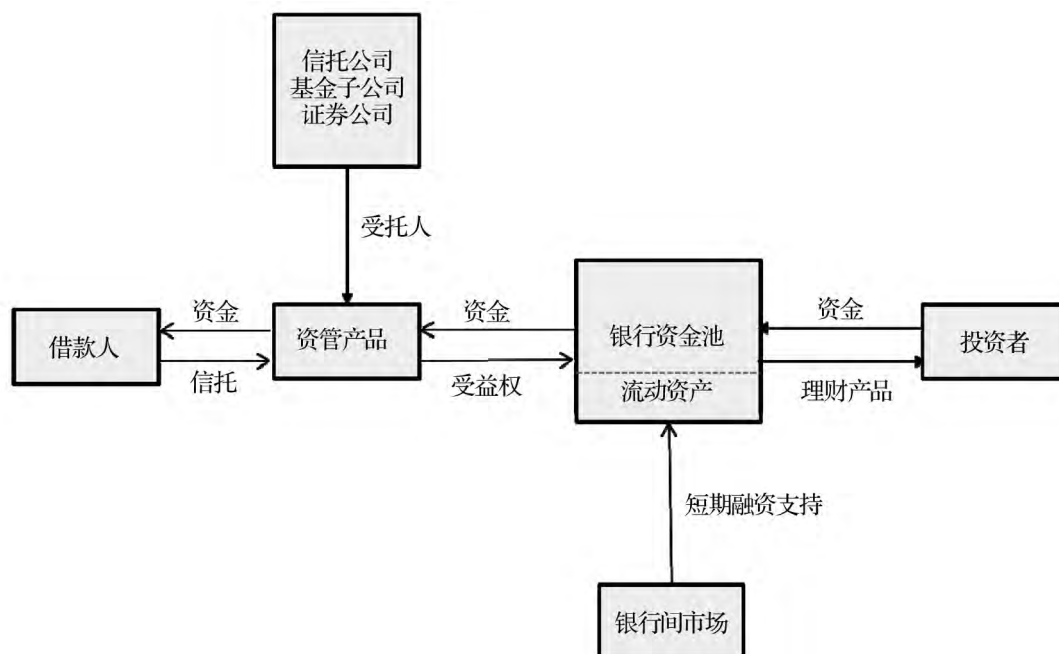 信托公司
基金子公司
证券公司
受托人
资金
资金
资金
借款人
资管产品
银行资金池
投资者
信托
受益权
流动资产
理财产品
短期融资支持
银行间市场